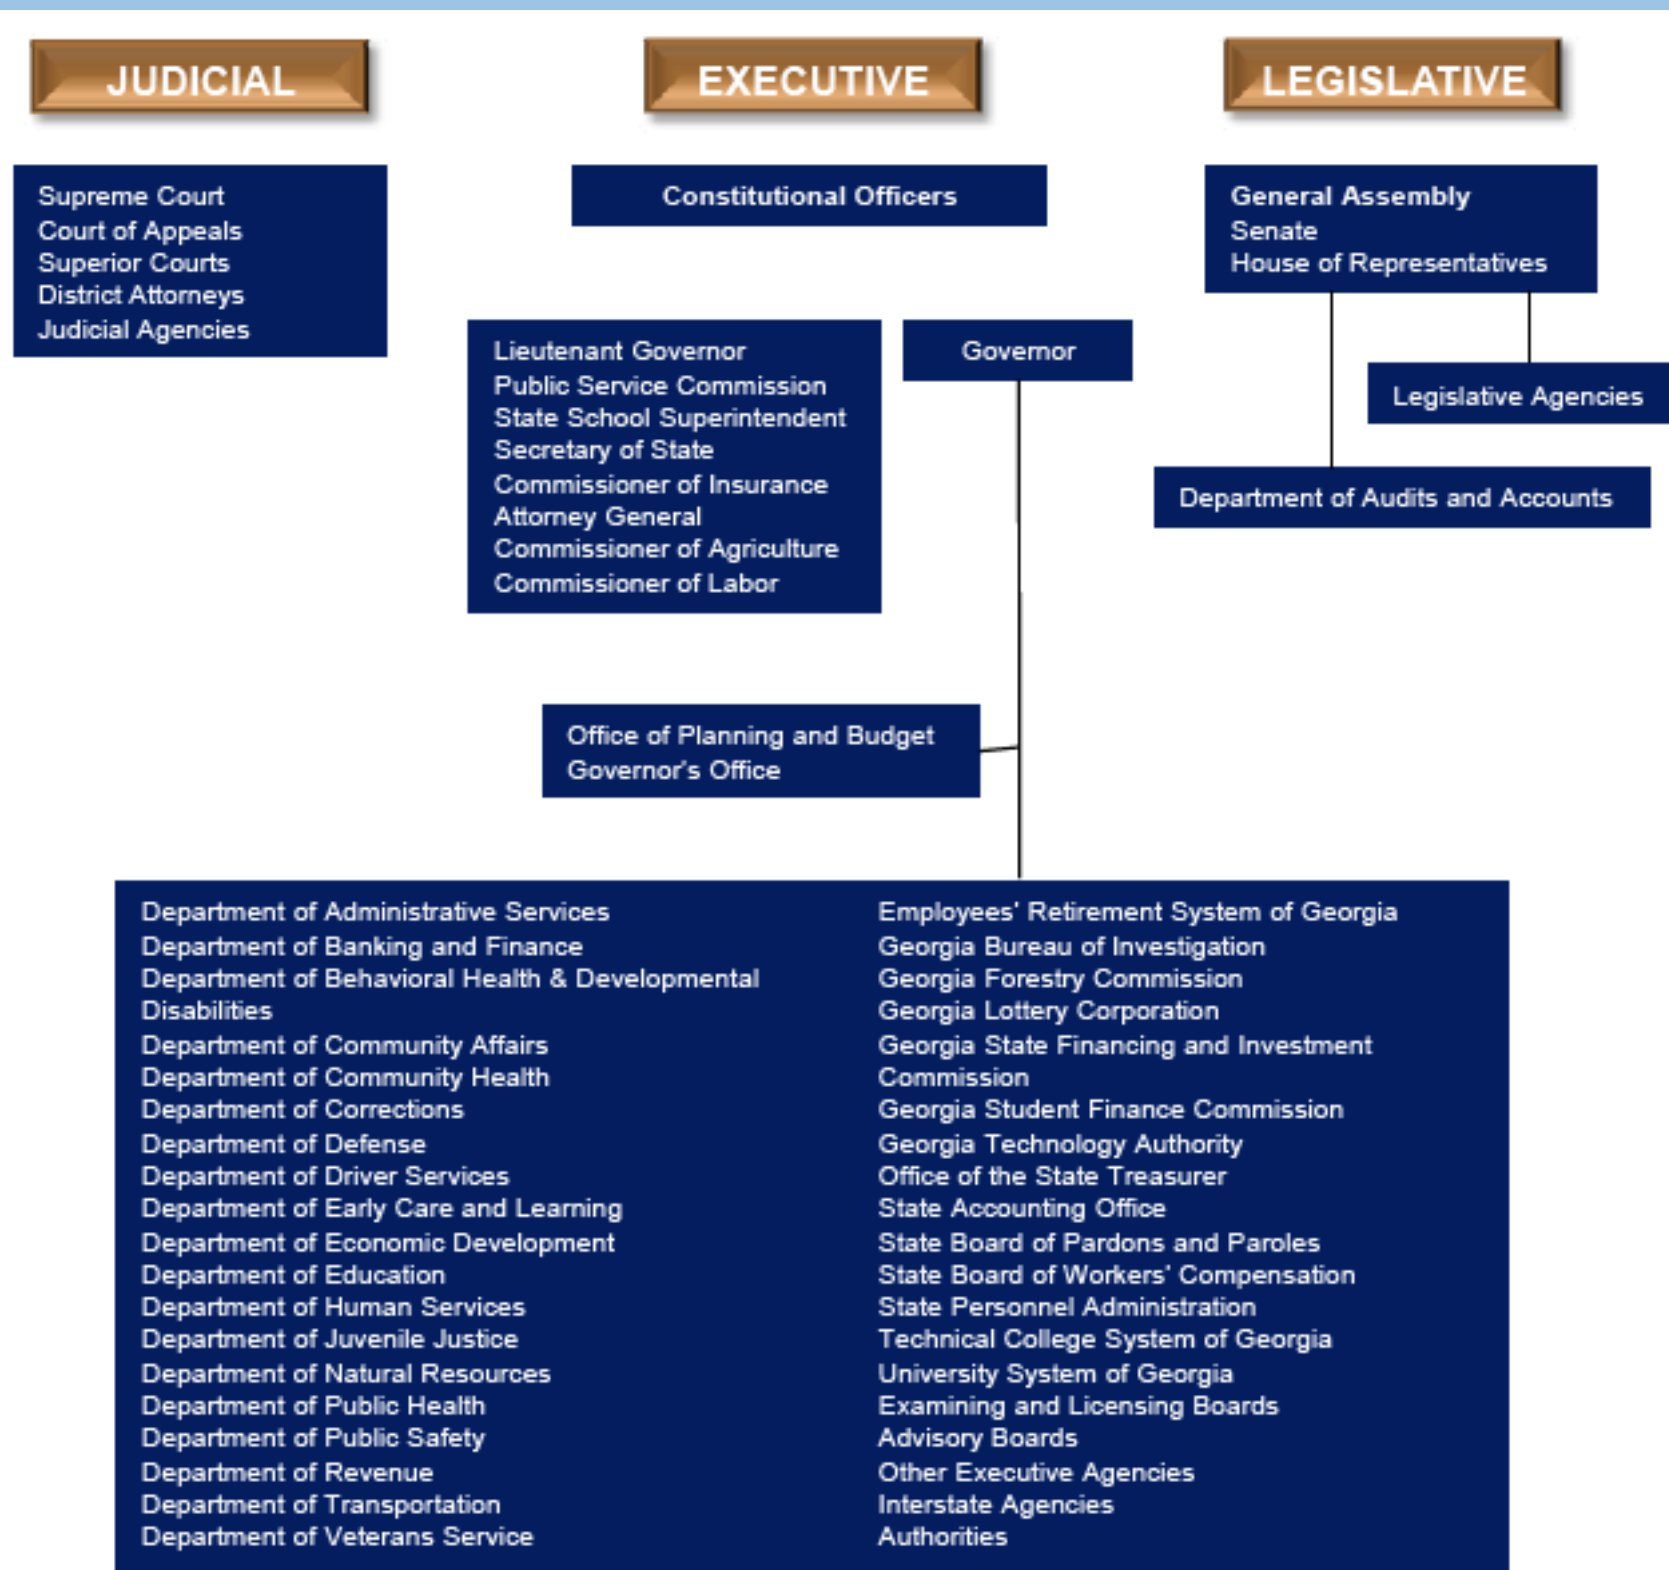 JUDICIAL
EXECUTIVE
LEGISLATIVE
Supreme Court
Court of Appeals
Superior Courts
District Attorneys
Judicial Agencies
Constitutional Officers
General Assembly
Senate
House of Representatives
Lieutenant Governor
Public Service Commission
State School Superintendent
Secretary of State
Commissioner of Insurance
Attorney General
Commissioner of Agriculture
Commissioner of Labor
Governor
Legislative Agencies
Department of Audits and Accounts
Office of Planning and Budget
Governor's Office
Department of Administrative Services
Department of Banking and Finance
Department of Behavioral Health & Developmental
Disabilities
Department of Community Affairs
Department of Community Health
Department of Corrections
Department of Defense
Department of Driver Services
Department of Early Care and Learning
Department of Economic Development
Department of Education
Department of Human Services
Department of Juvenile Justice
Department of Natural Resources
Department of Public Health
Department of Public Safety
Department of Revenue
Department of Transportation
Department of Veterans Service
Employees' Retirement System of Georgia
Georgia Bureau of Investigation
Georgia Forestry Commission
Georgia Lottery Corporation
Georgia State Financing and Investment
Commission
Georgia Student Finance Commission
Georgia Technology Authority
Office of the State Treasurer
State Accounting Office
State Board of Pardons and Paroles
State Board of Workers' Compensation
State Personnel Administration
Technical College System of Georgia
University System of Georgia
Examining and Licensing Boards
Advisory Boards
Other Executive Agencies
Interstate Agencies
Authorities